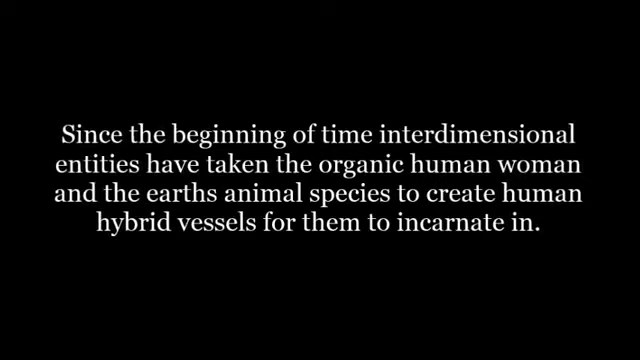 Since the beginning of time interdimensional
entities have taken the organic human woman
and the earths animal species to create human
hybrid vessels for them to incarnate in.